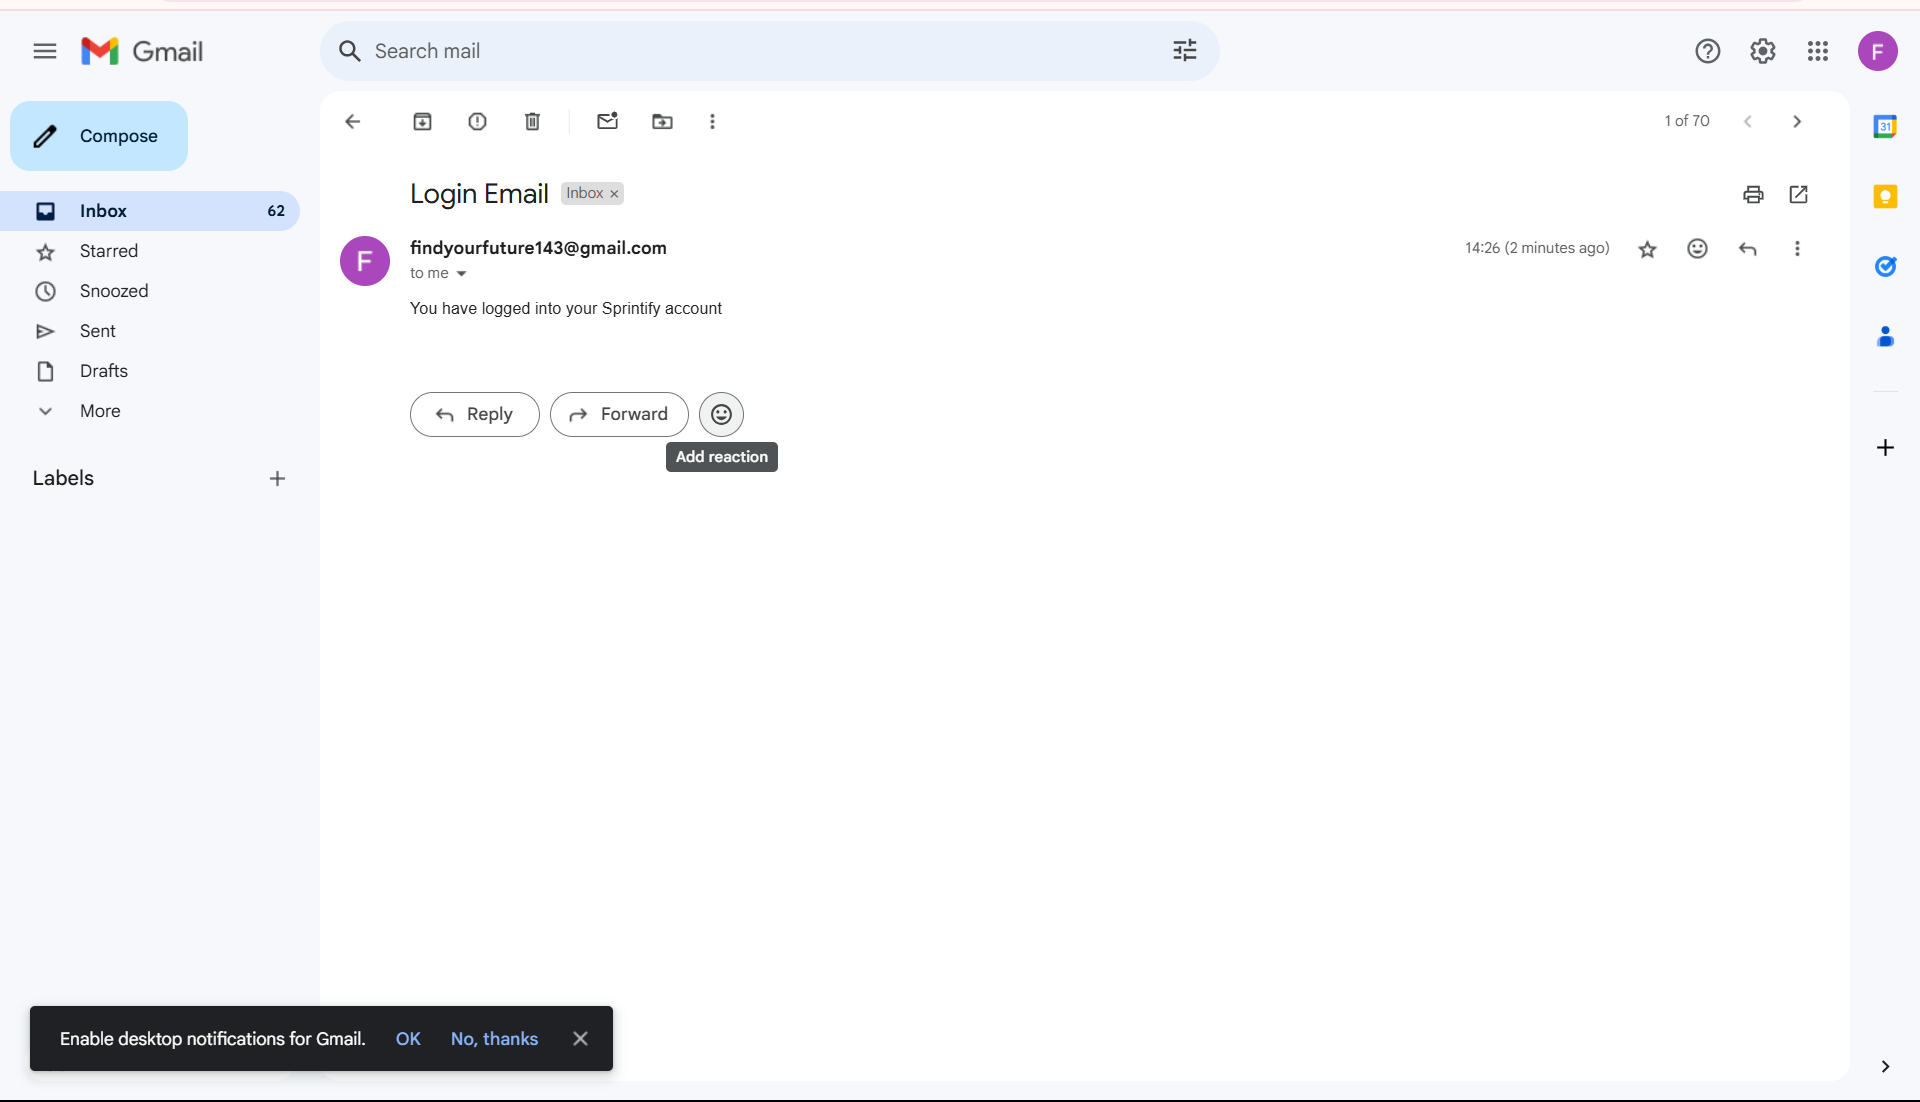 Gmail
Search mail
F
Compose
1 of 70
31
Login Email Inbox ×
Inbox 62
findyourfuture143@gmail.com 14:26 (2 minutes ago)
F
to me
Starred
Snoozed
You have logged into your Sprintify account
Sent
Drafts
More
Reply Forward
Add reaction
Labels
Enable desktop notifications for Gmail. OK No, thanks